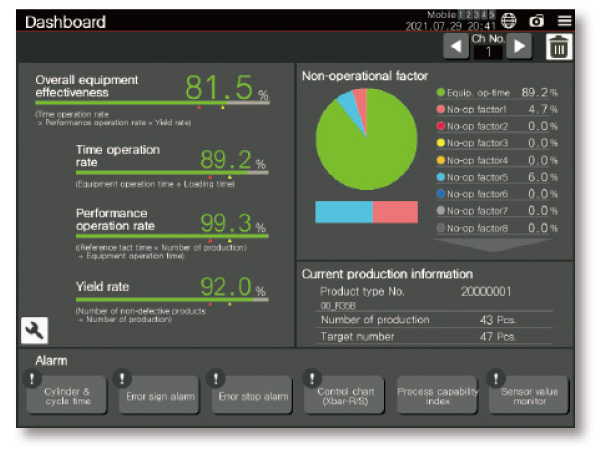 Dashboard
Mobile 1 2 3 4 5
2021.07.29 20:41
Ch No.
1
Overall equipment
effectiveness
81.5 %
(Time operation rate
× Performance operation rate × Yield rate)
Time operation
rate
89.2 %
(Equipment operation time ÷ Loading time)
Performance
operation rate
99.3 %
((Reference tact time × Number of production)
÷ Equipment operation time)
Yield rate
92.0 %
(Number of non-defective products
÷ Number of production)
Non-operational factor
Equip. op-time 89.2 %
No-op factor1 4.7 %
No-op factor2 0.0 %
No-op factor3 0.0 %
No-op factor4 0.0 %
No-op factor5 6.0 %
No-op factor6 0.0 %
No-op factor7 0.0 %
No-op factor8 0.0 %
Current production information
Product type No. 20000001
00_R35B
Number of production 43 Pcs.
Target number 47 Pcs.
Alarm
! Cylinder &
cycle time
! Error sign alarm
! Error stop alarm
! Control chart
(Xbar-R/S)
Process capability
index
! Sensor value
monitor